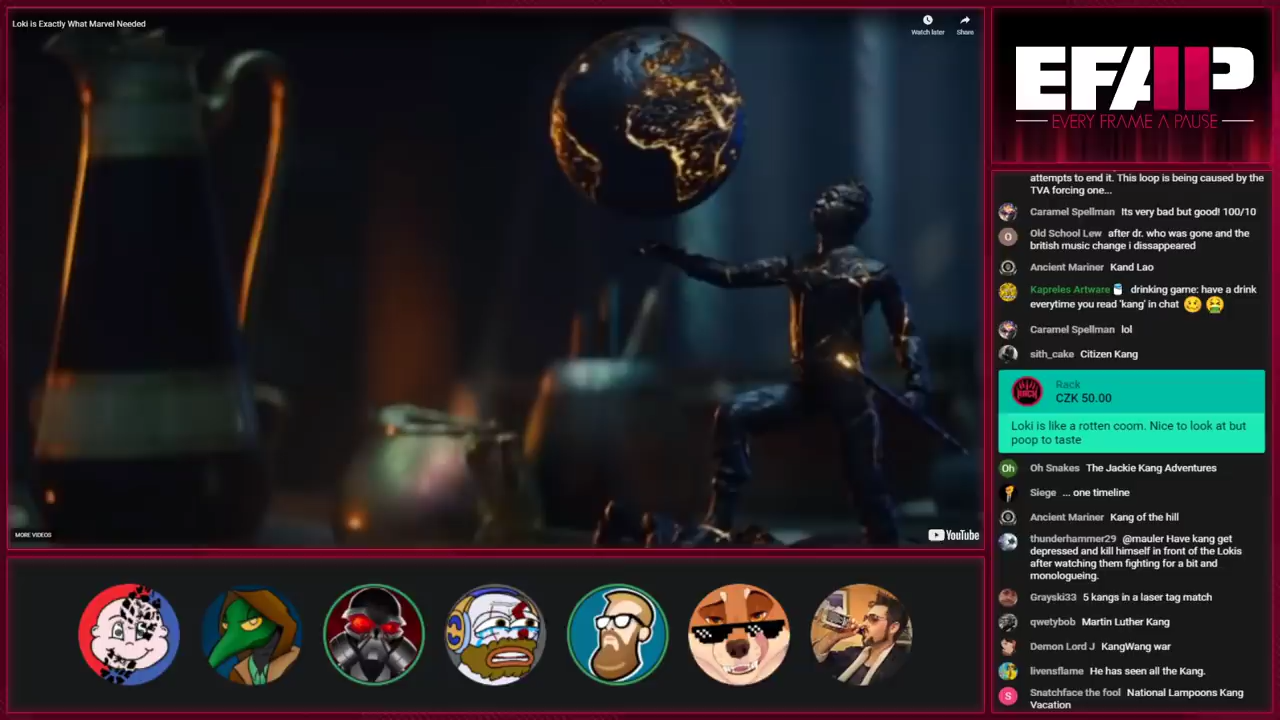 Loki is Exactly What Marvel Needed
Watch later
Share
MORE VIDEOS
YouTube
EFAP
EVERY FRAME A PAUSE
attempts to end it. This loop is being caused by the
TVA forcing one...
Caramel Spellman Its very bad but good! 100/10
Old School Lew after dr. who was gone and the
british music change i dissappeared
Ancient Mariner Kand Lao
Kapreles Artware drinking game: have a drink
everytime you read 'kang' in chat
Caramel Spellman lol
sith_cake Citizen Kang
Rack
CZK 50.00
Loki is like a rotten coom. Nice to look at but
poop to taste
Oh Snakes The Jackie Kang Adventures
Siege ... one timeline
Ancient Mariner Kang of the hill
thunderhammer29 @mauler Have kang get
depressed and kill himself in front of the Lokis
after watching them fighting for a bit and
monologueing.
Grayski33 5 kangs in a laser tag match
qwetybob Martin Luther Kang
Demon Lord J KangWang war
livensflame He has seen all the Kang.
Snatchface the fool National Lampoons Kang
Vacation